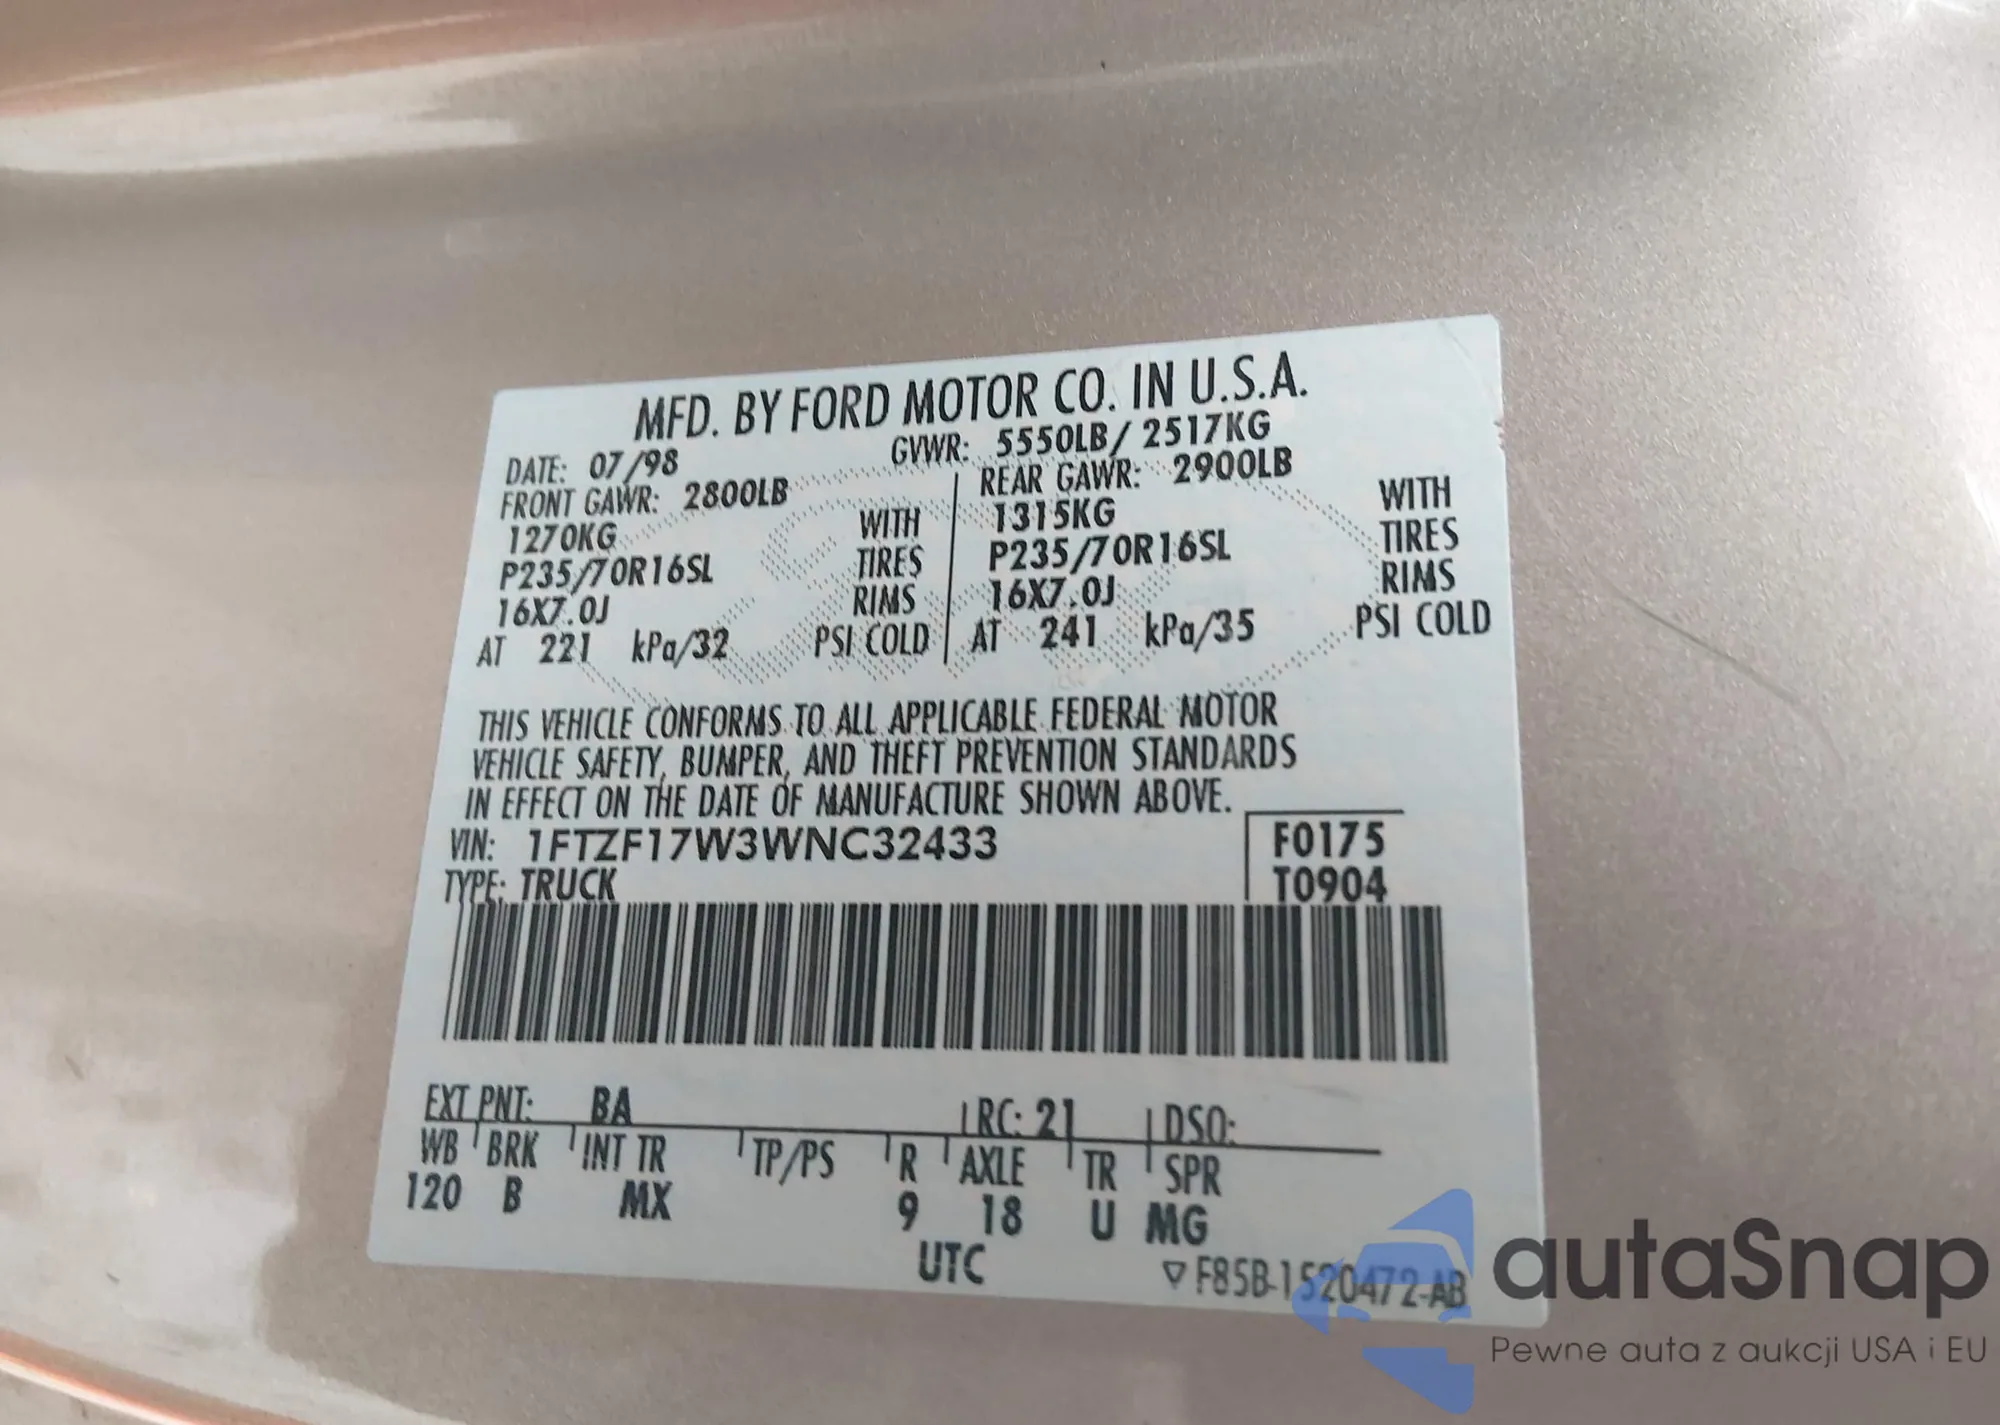 MFD. BY FORD MOTOR CO. IN U.S.A.
DATE: 07/98 GVWR: 5550LB/ 2517KG
FRONT GAWR: 2800LB REAR GAWR: 2900LB
1270KG WITH 1315KG WITH
P235/70R16SL TIRES P235/70R16SL TIRES
16X7.0J RIMS 16X7.0J RIMS
AT 221 kPa/32 PSI COLD AT 241 kPa/35 PSI COLD
THIS VEHICLE CONFORMS TO ALL APPLICABLE FEDERAL MOTOR
VEHICLE SAFETY, BUMPER, AND THEFT PREVENTION STANDARDS
IN EFFECT ON THE DATE OF MANUFACTURE SHOWN ABOVE.
VIN: 1FTZF17W3WNC32433 F0175
TYPE: TRUCK T0904
EXT PNT: BA RC: 21 DSO:
WB BRK INT TR TP/PS R AXLE TR SPR
120 B MX 9 18 U MG
UTC
F85B-1520472-AB
autaSnap
Pewne auta z aukcji USA i EU